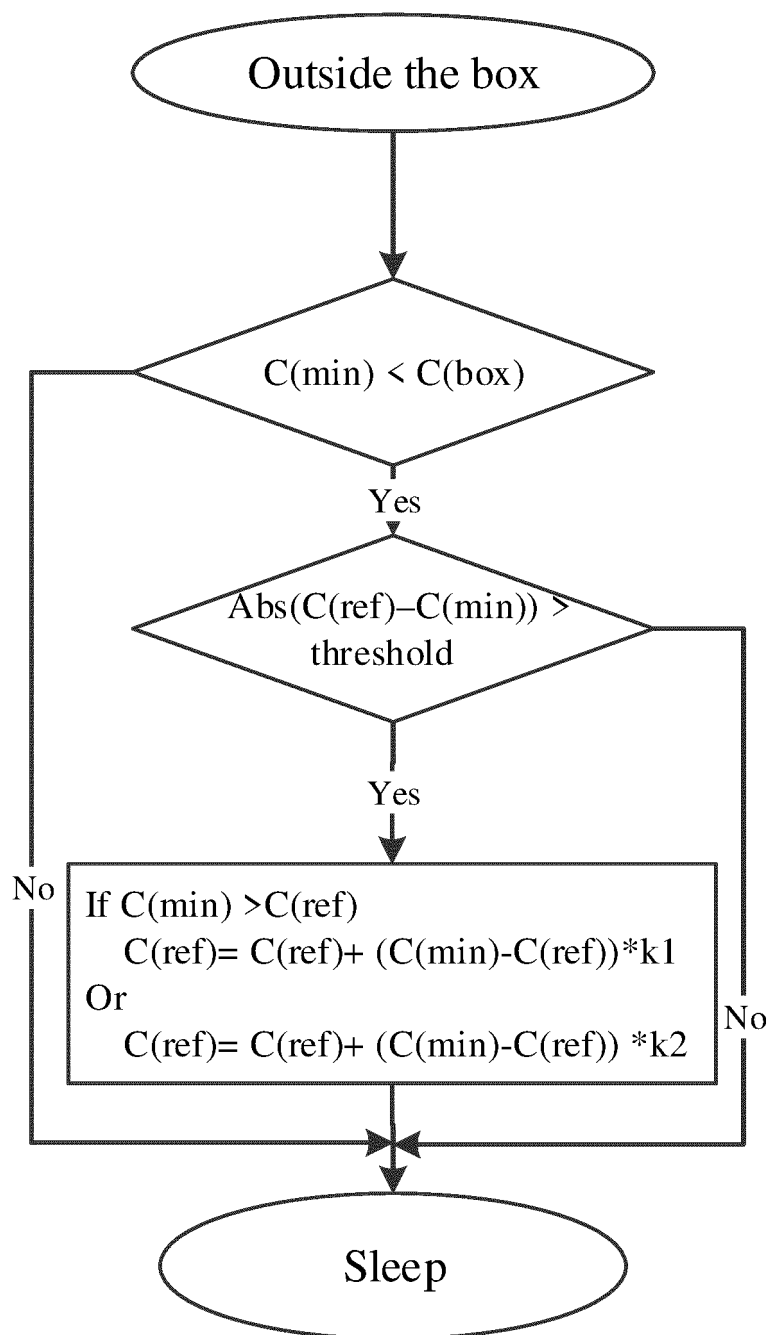 Outside the box
C(min) < C(box)
Yes
Abs(C(ref)–C(min)) >
threshold
Yes
No
If C(min) >C(ref)
C(ref)= C(ref)+ (C(min)-C(ref))*k1
Or
C(ref)= C(ref)+ (C(min)-C(ref)) *k2
No
Sleep